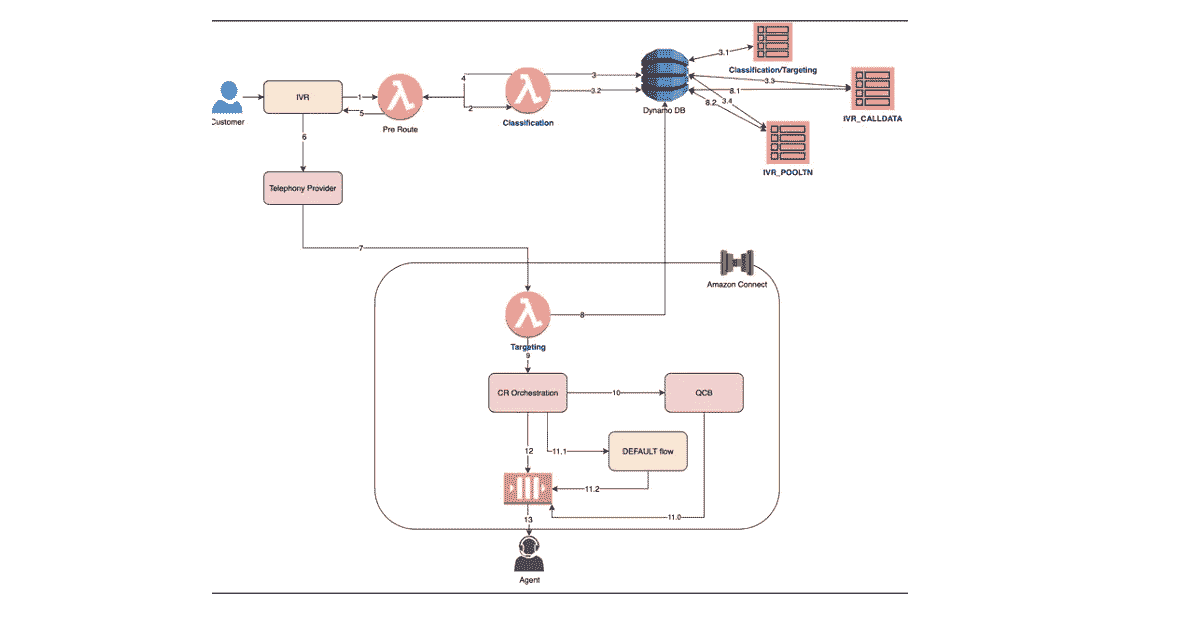 3.1
Classification/Targeting
4
3
3.3
IVR
1
3.2
8.1
2
3.4
8.2
5
Dynamo DB
Customer
Pre Route
Classification
IVR_CALLDATA
6
IVR_POOLTN
Telephony Provider
7
Amazon Connect
8
Targeting
9
CR Orchestration
10
QCB
12
11.1
DEFAULT flow
11.2
11.0
13
Agent